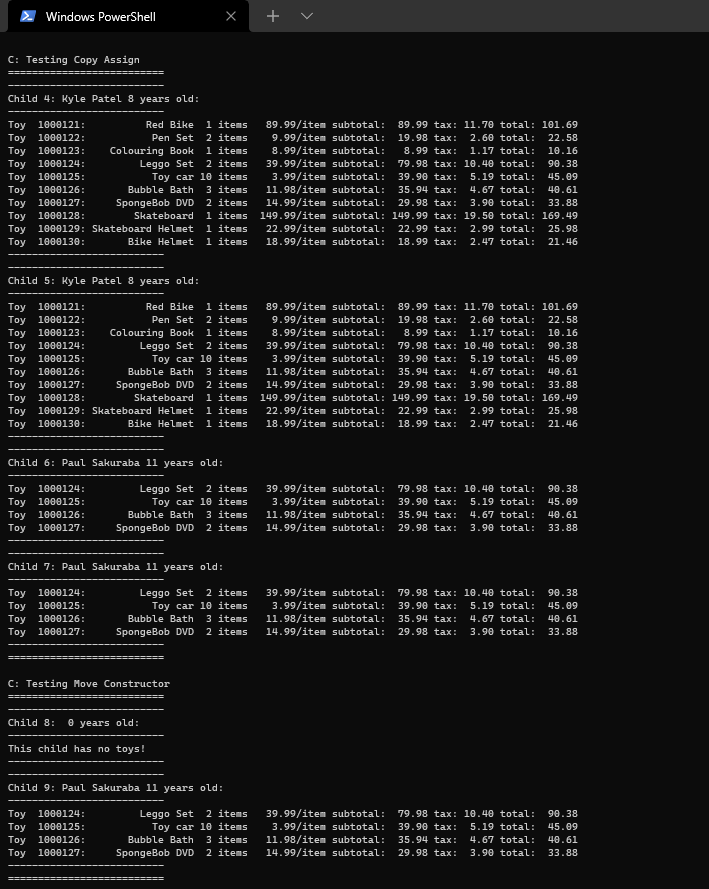 Windows PowerShell
C: Testing Copy Assign
==========================
--------------------------
Child 4: Kyle Patel 8 years old:
--------------------------
Toy  1000121:          Red Bike  1 items   89.99/item subtotal:  89.99 tax: 11.70 total: 101.69
Toy  1000122:           Pen Set  2 items    9.99/item subtotal:  19.98 tax:  2.60 total:  22.58
Toy  1000123:    Colouring Book  1 items    8.99/item subtotal:   8.99 tax:  1.17 total:  10.16
Toy  1000124:         Leggo Set  2 items   39.99/item subtotal:  79.98 tax: 10.40 total:  90.38
Toy  1000125:           Toy car 10 items    3.99/item subtotal:  39.90 tax:  5.19 total:  45.09
Toy  1000126:       Bubble Bath  3 items   11.98/item subtotal:  35.94 tax:  4.67 total:  40.61
Toy  1000127:     SpongeBob DVD  2 items   14.99/item subtotal:  29.98 tax:  3.90 total:  33.88
Toy  1000128:        Skateboard  1 items  149.99/item subtotal: 149.99 tax: 19.50 total: 169.49
Toy  1000129: Skateboard Helmet  1 items   22.99/item subtotal:  22.99 tax:  2.99 total:  25.98
Toy  1000130:       Bike Helmet  1 items   18.99/item subtotal:  18.99 tax:  2.47 total:  21.46
--------------------------
--------------------------
Child 5: Kyle Patel 8 years old:
--------------------------
Toy  1000121:          Red Bike  1 items   89.99/item subtotal:  89.99 tax: 11.70 total: 101.69
Toy  1000122:           Pen Set  2 items    9.99/item subtotal:  19.98 tax:  2.60 total:  22.58
Toy  1000123:    Colouring Book  1 items    8.99/item subtotal:   8.99 tax:  1.17 total:  10.16
Toy  1000124:         Leggo Set  2 items   39.99/item subtotal:  79.98 tax: 10.40 total:  90.38
Toy  1000125:           Toy car 10 items    3.99/item subtotal:  39.90 tax:  5.19 total:  45.09
Toy  1000126:       Bubble Bath  3 items   11.98/item subtotal:  35.94 tax:  4.67 total:  40.61
Toy  1000127:     SpongeBob DVD  2 items   14.99/item subtotal:  29.98 tax:  3.90 total:  33.88
Toy  1000128:        Skateboard  1 items  149.99/item subtotal: 149.99 tax: 19.50 total: 169.49
Toy  1000129: Skateboard Helmet  1 items   22.99/item subtotal:  22.99 tax:  2.99 total:  25.98
Toy  1000130:       Bike Helmet  1 items   18.99/item subtotal:  18.99 tax:  2.47 total:  21.46
--------------------------
--------------------------
Child 6: Paul Sakuraba 11 years old:
--------------------------
Toy  1000124:         Leggo Set  2 items   39.99/item subtotal:  79.98 tax: 10.40 total:  90.38
Toy  1000125:           Toy car 10 items    3.99/item subtotal:  39.90 tax:  5.19 total:  45.09
Toy  1000126:       Bubble Bath  3 items   11.98/item subtotal:  35.94 tax:  4.67 total:  40.61
Toy  1000127:     SpongeBob DVD  2 items   14.99/item subtotal:  29.98 tax:  3.90 total:  33.88
--------------------------
--------------------------
Child 7: Paul Sakuraba 11 years old:
--------------------------
Toy  1000124:         Leggo Set  2 items   39.99/item subtotal:  79.98 tax: 10.40 total:  90.38
Toy  1000125:           Toy car 10 items    3.99/item subtotal:  39.90 tax:  5.19 total:  45.09
Toy  1000126:       Bubble Bath  3 items   11.98/item subtotal:  35.94 tax:  4.67 total:  40.61
Toy  1000127:     SpongeBob DVD  2 items   14.99/item subtotal:  29.98 tax:  3.90 total:  33.88
--------------------------
==========================
C: Testing Move Constructor
==========================
--------------------------
Child 8:  0 years old:
--------------------------
This child has no toys!
--------------------------
--------------------------
Child 9: Paul Sakuraba 11 years old:
--------------------------
Toy  1000124:         Leggo Set  2 items   39.99/item subtotal:  79.98 tax: 10.40 total:  90.38
Toy  1000125:           Toy car 10 items    3.99/item subtotal:  39.90 tax:  5.19 total:  45.09
Toy  1000126:       Bubble Bath  3 items   11.98/item subtotal:  35.94 tax:  4.67 total:  40.61
Toy  1000127:     SpongeBob DVD  2 items   14.99/item subtotal:  29.98 tax:  3.90 total:  33.88
--------------------------
==========================